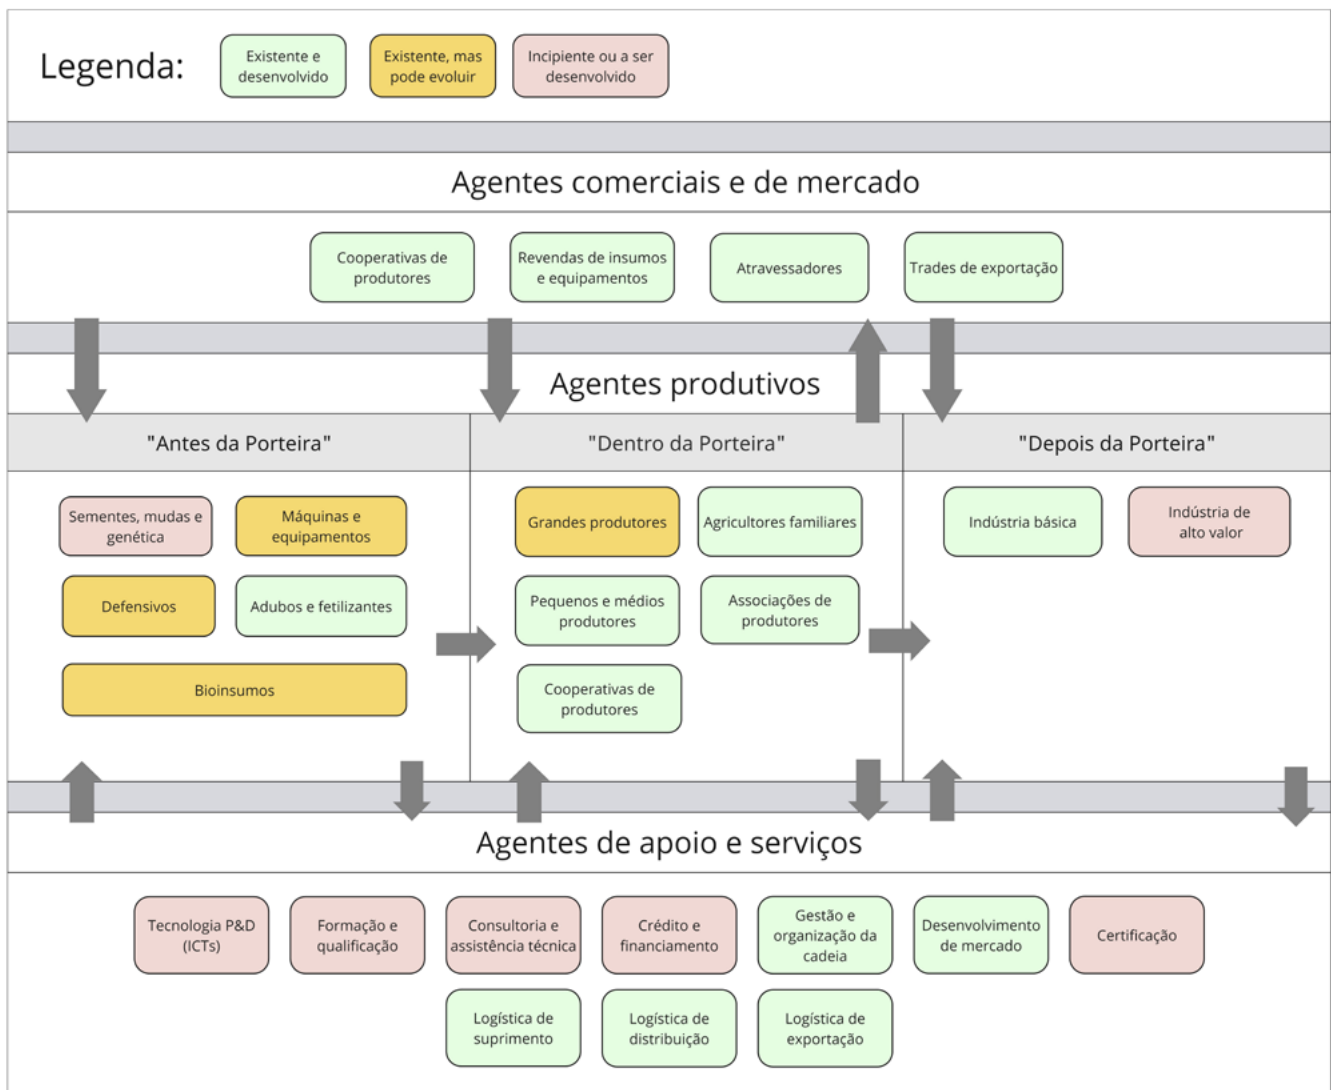 Legenda:
Existente e
desenvolvido
Existente, mas
pode evoluir
Incipiente ou a ser
desenvolvido
Agentes comerciais e de mercado
Cooperativas de
produtores
Revendas de insumos
e equipamentos
Atravessadores
Trades de exportação
Agentes produtivos
"Antes da Porteira"
"Dentro da Porteira"
"Depois da Porteira"
Sementes, mudas e
genética
Máquinas e
equipamentos
Defensivos
Adubos e fetilizantes
Bioinsumos
Grandes produtores
Agricultores familiares
Pequenos e médios
produtores
Associações de
produtores
Cooperativas de
produtores
Indústria básica
Indústria de
alto valor
Agentes de apoio e serviços
Tecnologia P&D
(ICTs)
Formação e
qualificação
Consultoria e
assistência técnica
Crédito e
financiamento
Gestão e
organização da
cadeia
Desenvolvimento
de mercado
Certificação
Logística de
suprimento
Logística de
distribuição
Logística de
exportação